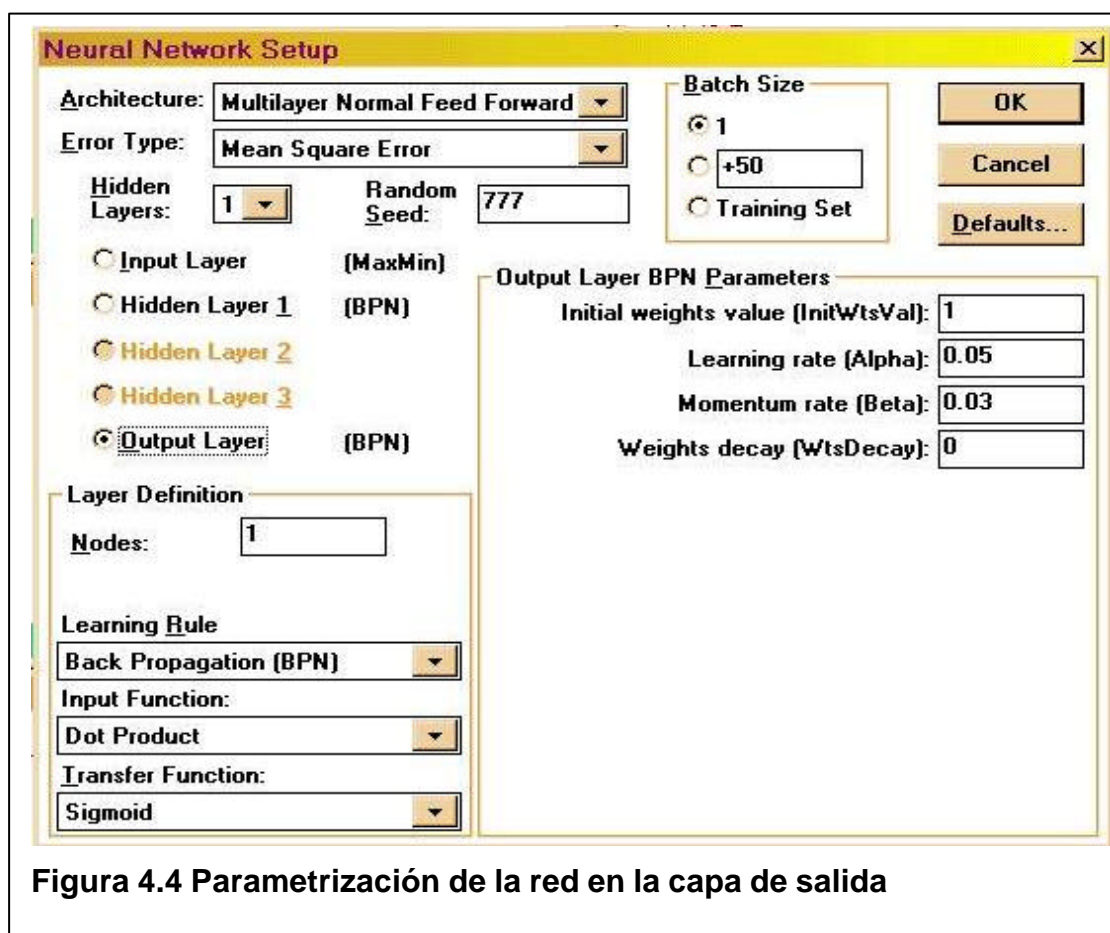 Neural Network Setup
Architecture: Multilayer Normal Feed Forward
Error Type: Mean Square Error
Hidden Layers: 1
Random Seed: 777
Batch Size
1
+50
Training Set
OK
Cancel
Defaults...
Input Layer (MaxMin)
Hidden Layer 1 (BPN)
Hidden Layer 2
Hidden Layer 3
Output Layer (BPN)
Output Layer BPN Parameters
Initial weights value (InitWtsVal): 1
Learning rate (Alpha): 0.05
Momentum rate (Beta): 0.03
Weights decay (WtsDecay): 0
Layer Definition
Nodes: 1
Learning Rule
Back Propagation (BPN)
Input Function:
Dot Product
Transfer Function:
Sigmoid
Figura 4.4 Parametrización de la red en la capa de salida